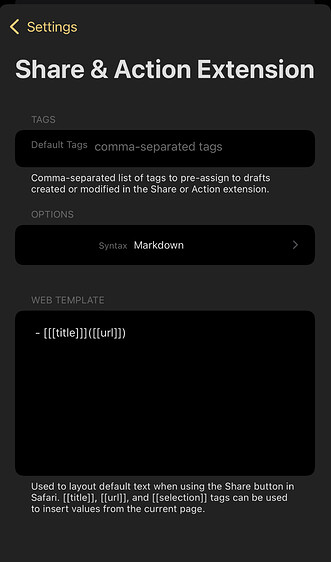 Settings
Share & Action Extension
TAGS
Default Tags comma-separated tags
Comma-separated list of tags to pre-assign to drafts
created or modified in the Share or Action extension.
OPTIONS
Syntax Markdown
WEB TEMPLATE
- [[[title]]]([[url]])
Used to layout default text when using the Share button in
Safari. [[title]], [[url]], and [[selection]] tags can be used
to insert values from the current page.